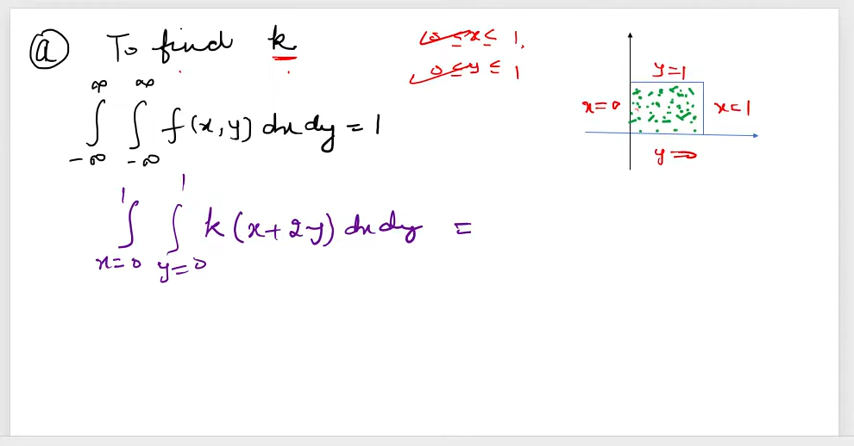 (a) To find k
0 ≤ x ≤ 1,
0 ≤ y ≤ 1
∫_{-∞}^{∞} ∫_{-∞}^{∞} f(x,y) dx dy = 1
y=1
x=0
x=1
y=0
∫_{x=0}^{1} ∫_{y=0}^{1} k(x+2y) dx dy =